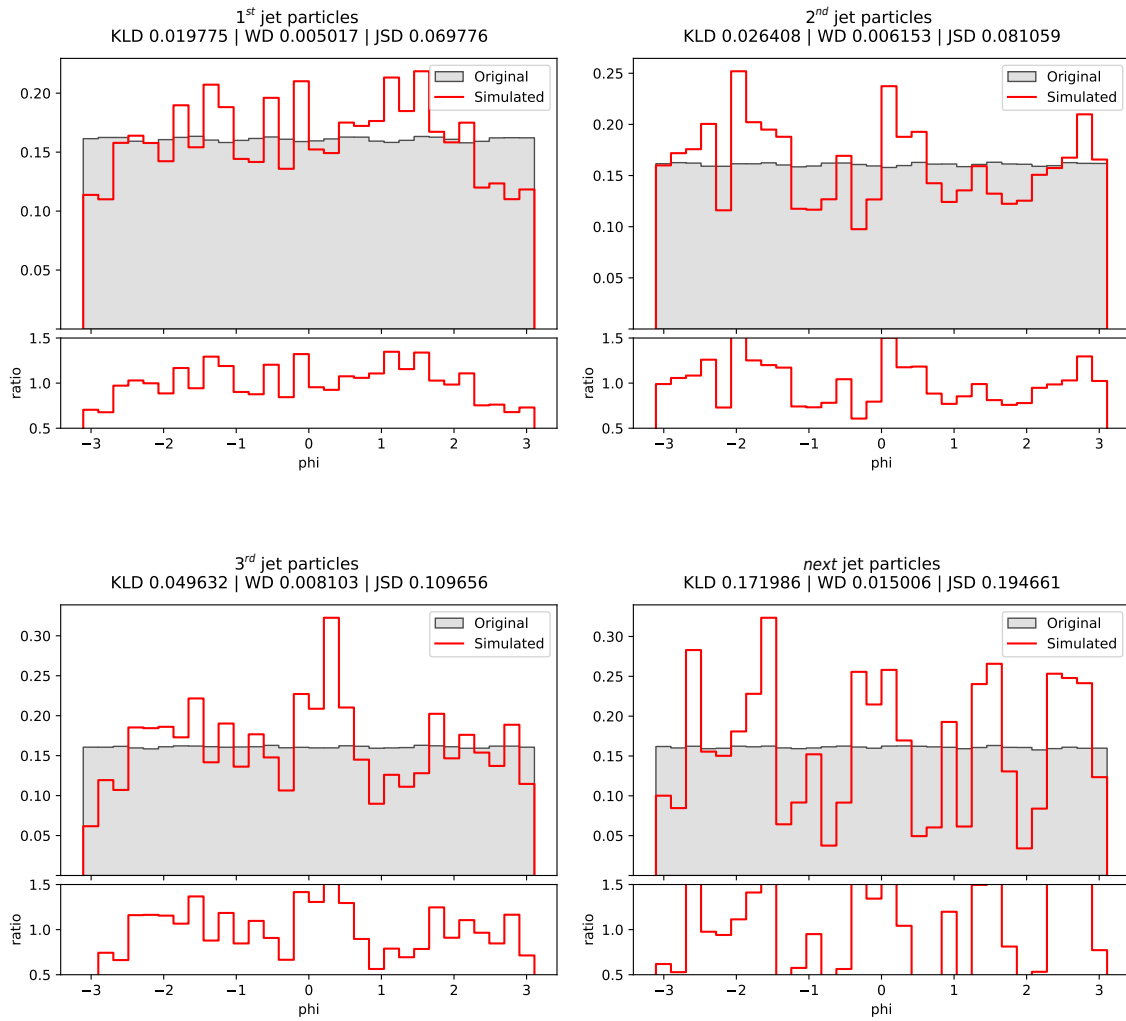 1st jet particles
KLD 0.019775 | WD 0.005017 | JSD 0.069776
Original
Simulated
0.20
0.15
0.10
0.05
1.5
1.0
0.5
ratio
−3 −2 −1 0 1 2 3
phi
2nd jet particles
KLD 0.026408 | WD 0.006153 | JSD 0.081059
Original
Simulated
0.25
0.20
0.15
0.10
0.05
1.5
1.0
0.5
ratio
−3 −2 −1 0 1 2 3
phi
3rd jet particles
KLD 0.049632 | WD 0.008103 | JSD 0.109656
Original
Simulated
0.30
0.25
0.20
0.15
0.10
0.05
1.5
1.0
0.5
ratio
−3 −2 −1 0 1 2 3
phi
next jet particles
KLD 0.171986 | WD 0.015006 | JSD 0.194661
Original
Simulated
0.30
0.25
0.20
0.15
0.10
0.05
1.5
1.0
0.5
ratio
−3 −2 −1 0 1 2 3
phi